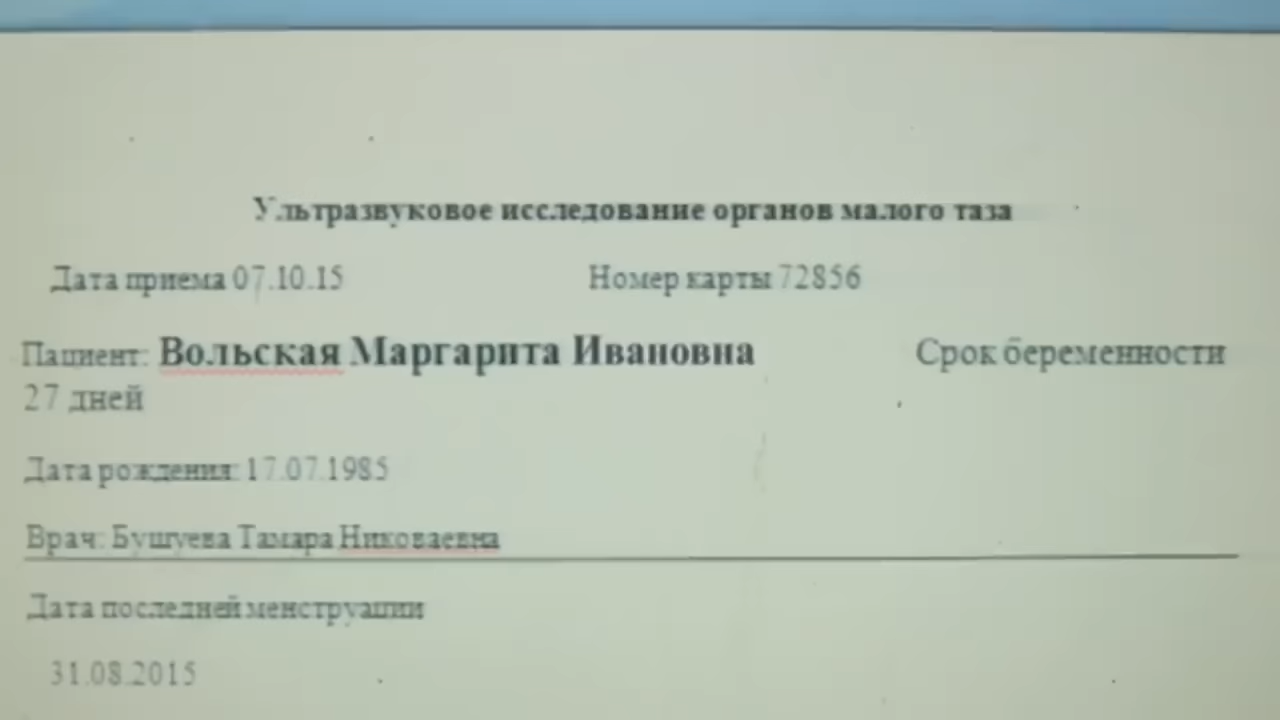 Ультразвуковое исследование органов малого таза
Дата приема 07.10.15 Номер карты 72856
Пациент: Вольская Маргарита Ивановна Срок беременности
27 дней
Дата рождения: 17.07.1985
Врач: Бушуева Тамара Никоваевна
Дата последней менструации
31.08.2015